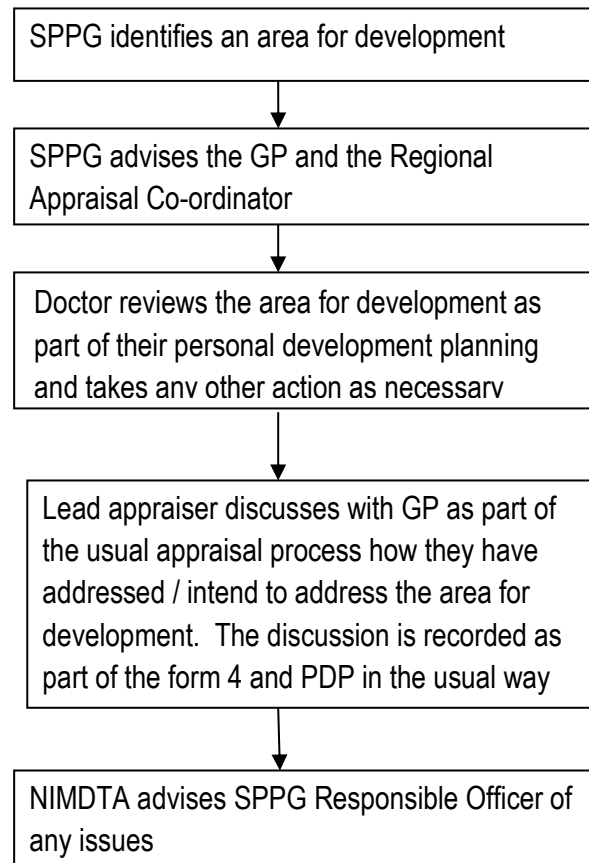 SPPG identifies an area for development
SPPG advises the GP and the Regional
Appraisal Co-ordinator
Doctor reviews the area for development as
part of their personal development planning
and takes any other action as necessary
Lead appraiser discusses with GP as part of
the usual appraisal process how they have
addressed / intend to address the area for
development.  The discussion is recorded as
part of the form 4 and PDP in the usual way
NIMDTA advises SPPG Responsible Officer of
any issues